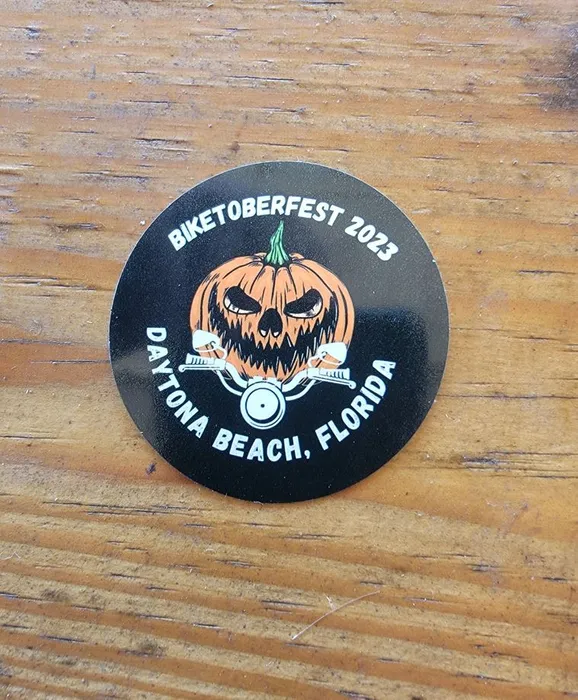 BIKETOBERFEST 2023
DAYTONA BEACH, FLORIDA